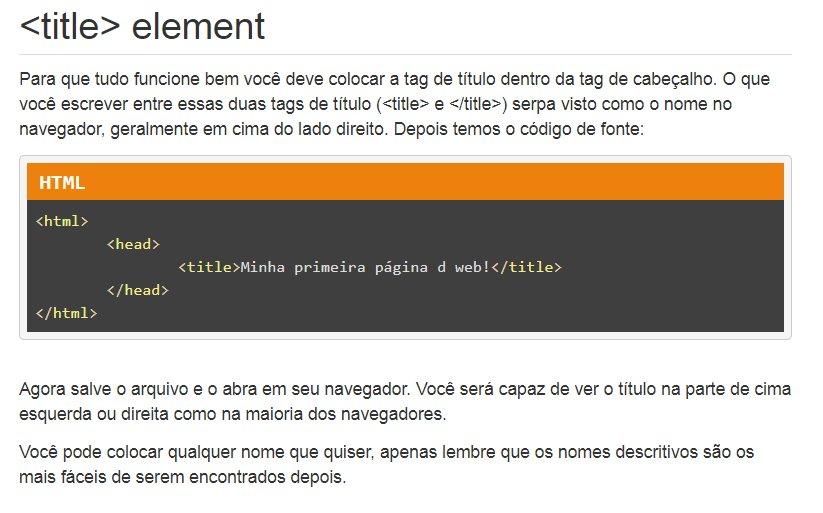 <title> element
Para que tudo funcione bem você deve colocar a tag de título dentro da tag de cabeçalho. O que
você escrever entre essas duas tags de título (<title> e </title>) serpa visto como o nome no
navegador, geralmente em cima do lado direito. Depois temos o código de fonte:
HTML
<html>
<head>
<title>Minha primeira página d web!</title>
</head>
</html>
Agora salve o arquivo e o abra em seu navegador. Você será capaz de ver o título na parte de cima
esquerda ou direita como na maioria dos navegadores.
Você pode colocar qualquer nome que quiser, apenas lembre que os nomes descritivos são os
mais fáceis de serem encontrados depois.